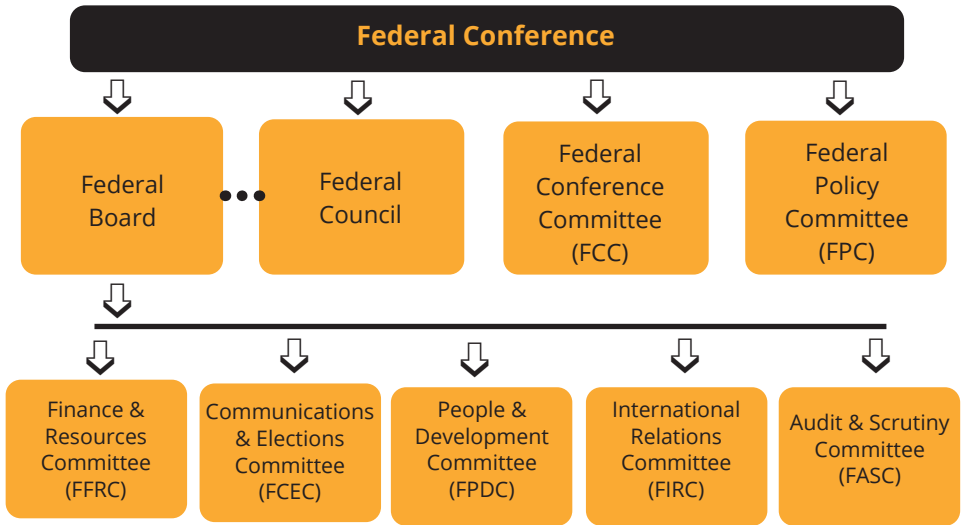 Federal Conference
Federal
Board
Federal
Council
Federal
Conference
Committee
(FCC)
Federal
Policy
Committee
(FPC)
Finance &
Resources
Committee
(FFRC)
Communications
& Elections
Committee
(FCEC)
People &
Development
Committee
(FPDC)
International
Relations
Committee
(FIRC)
Audit & Scrutiny
Committee
(FASC)